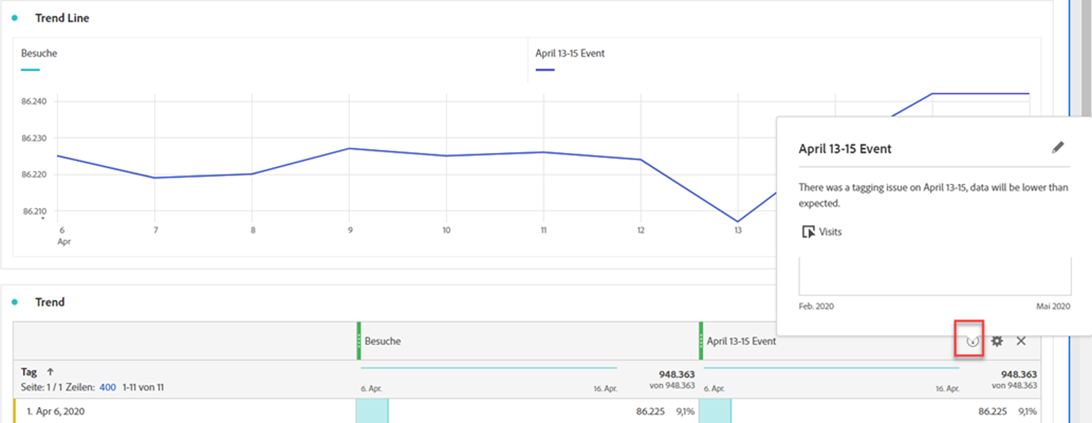 Trend Line
Besuche
April 13-15 Event
86.240
86.230
86.220
86.210
6 7 8 9 10 11 12 13
Apr
April 13-15 Event
There was a tagging issue on April 13-15, data will be lower than
expected.
Visits
Feb. 2020 Mai 2020
Trend
Besuche April 13-15 Event
Tag
Seite: 1 / 1 Zeilen: 400 1-11 von 11
6. Apr. 16. Apr. 948.363
von 948.363
6. Apr. 16. Apr. 948.363
von 948.363
1. Apr 6, 2020 86.225 9,1% 86.225 9,1%